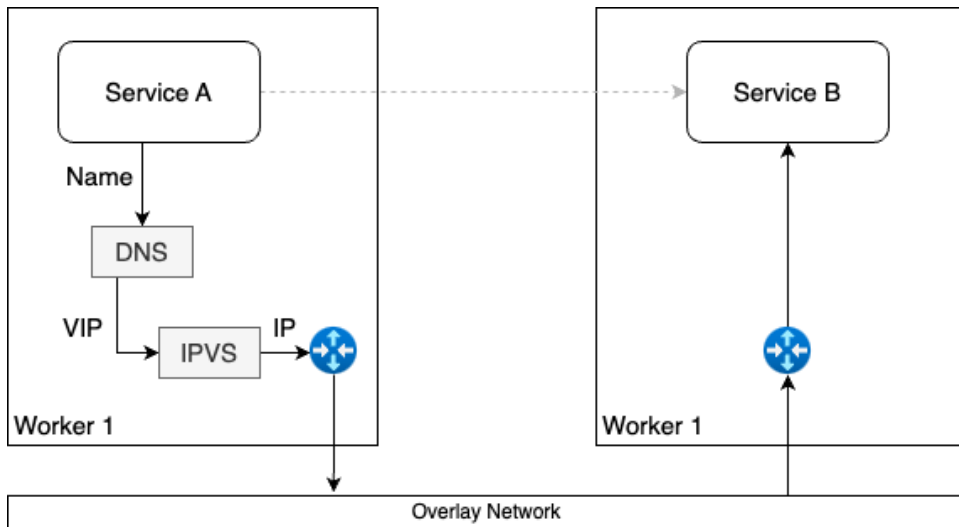 Service A
Service B
Name
DNS
VIP
IPVS
IP
Worker 1
Worker 1
Overlay Network